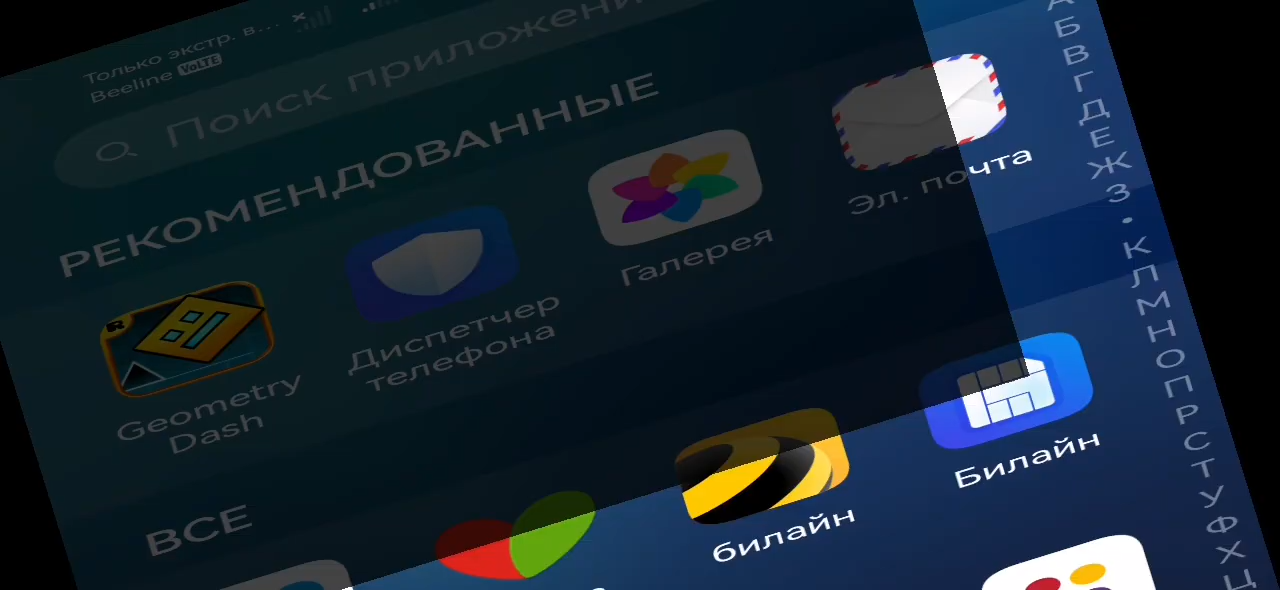 Только экстр. в...
Beeline VoLTE
Поиск приложени
РЕКОМЕНДОВАННЫЕ
Geometry
Dash
Диспетчер
телефона
Галерея
Эл. почта
ВСЕ
билайн
Билайн
А
Б
В
Г
Д
Е
Ж
З
•
К
Л
М
Н
О
П
Р
С
Т
У
Ф
Х
Ц